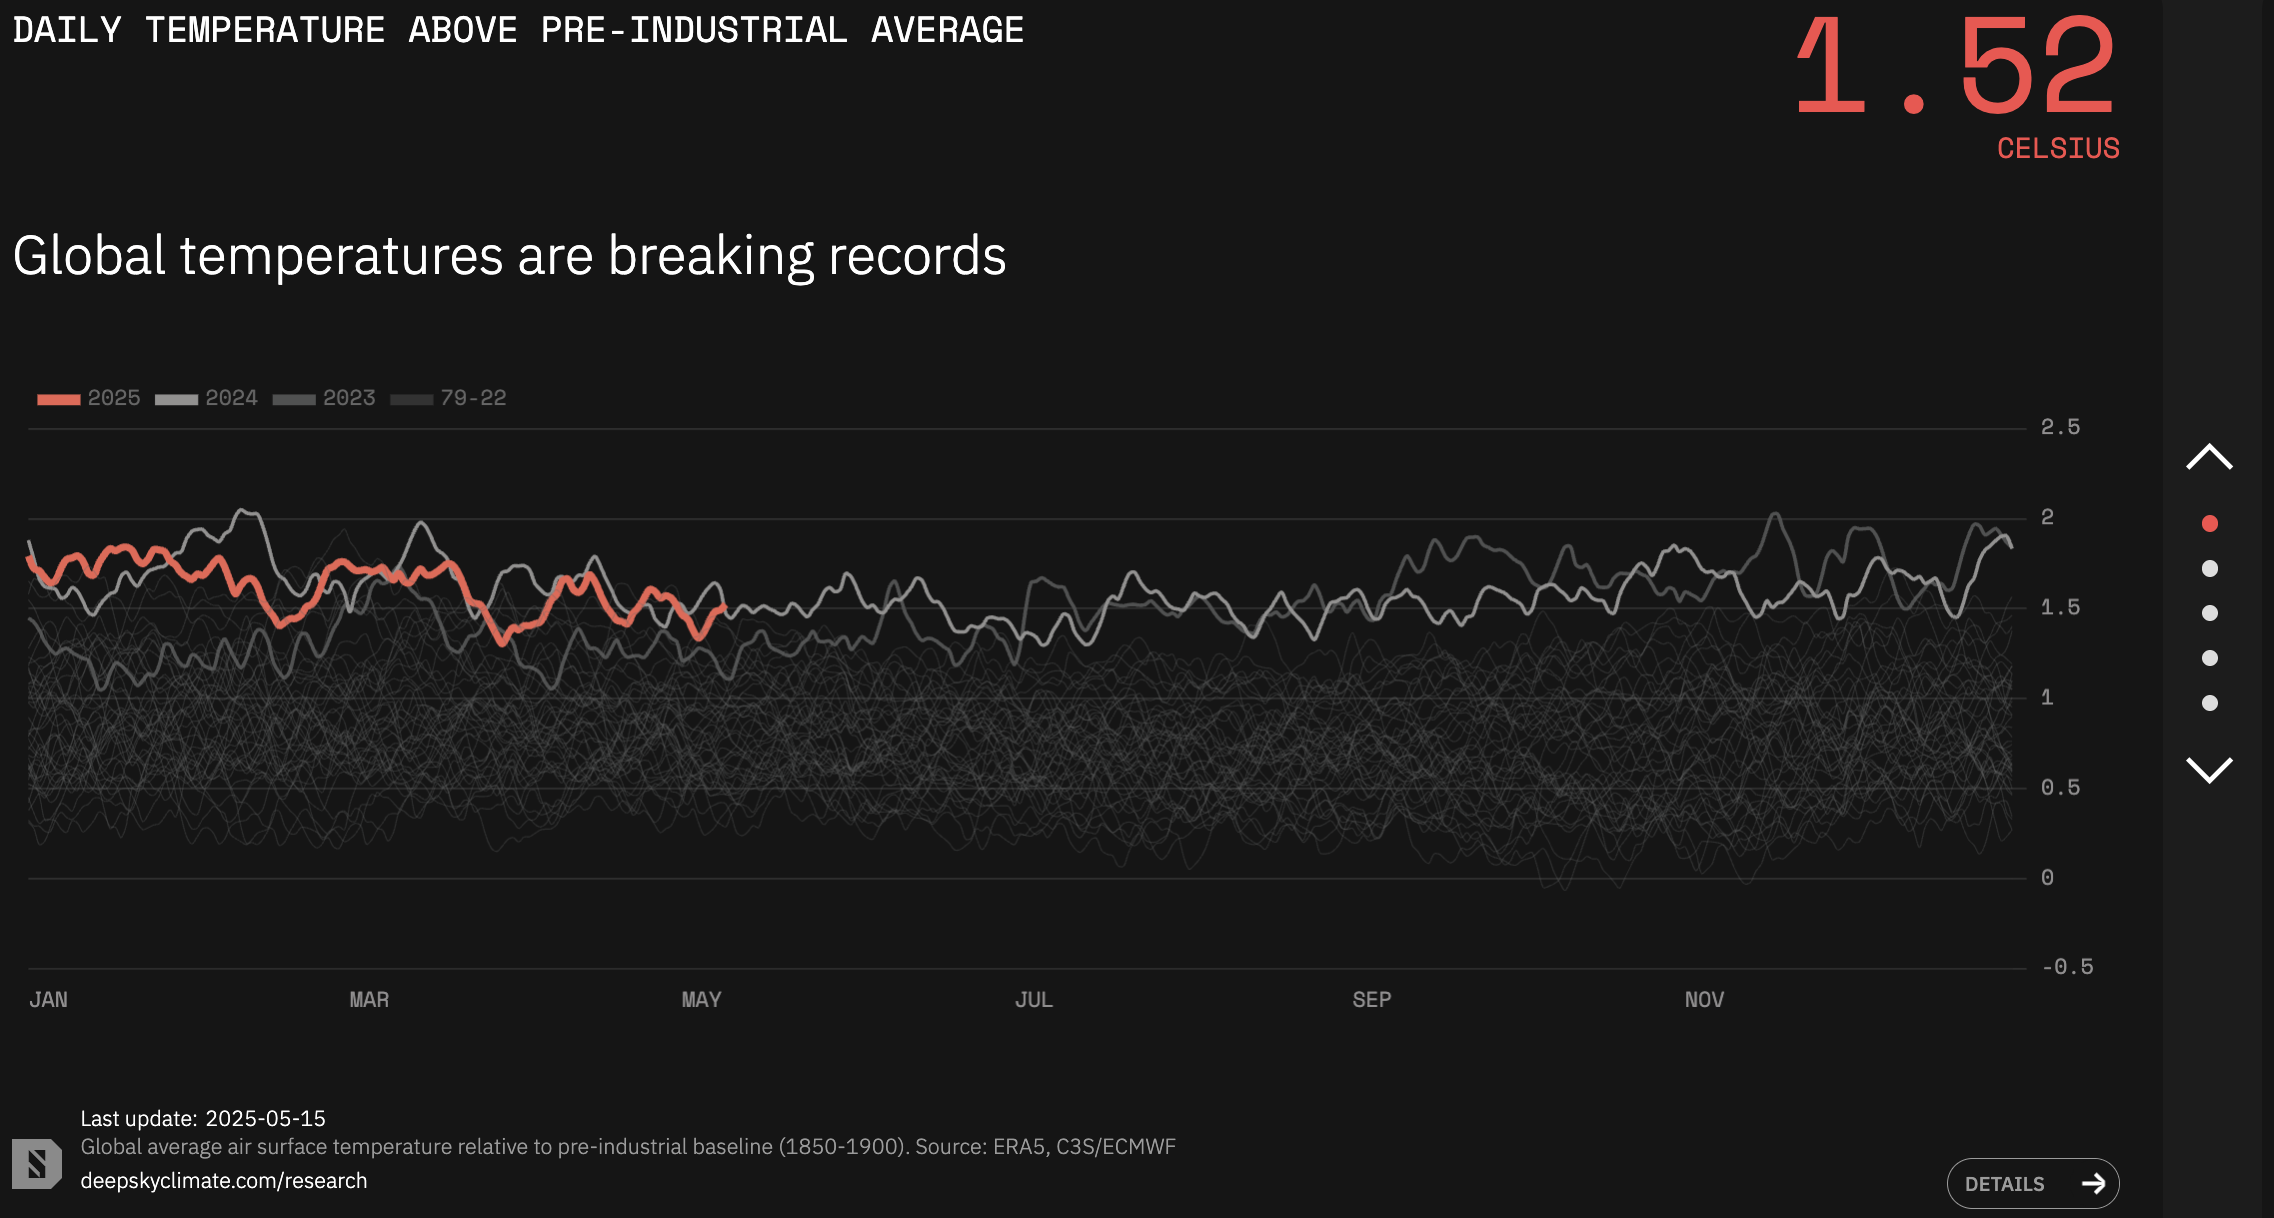 DAILY TEMPERATURE ABOVE PRE-INDUSTRIAL AVERAGE
1.52
CELSIUS
Global temperatures are breaking records
2025 2024 2023 79-22
2.5
2
1.5
1
0.5
0
-0.5
JAN MAR MAY JUL SEP NOV
Last update: 2025-05-15
Global average air surface temperature relative to pre-industrial baseline (1850-1900). Source: ERA5, C3S/ECMWF
deepskyclimate.com/research
DETAILS